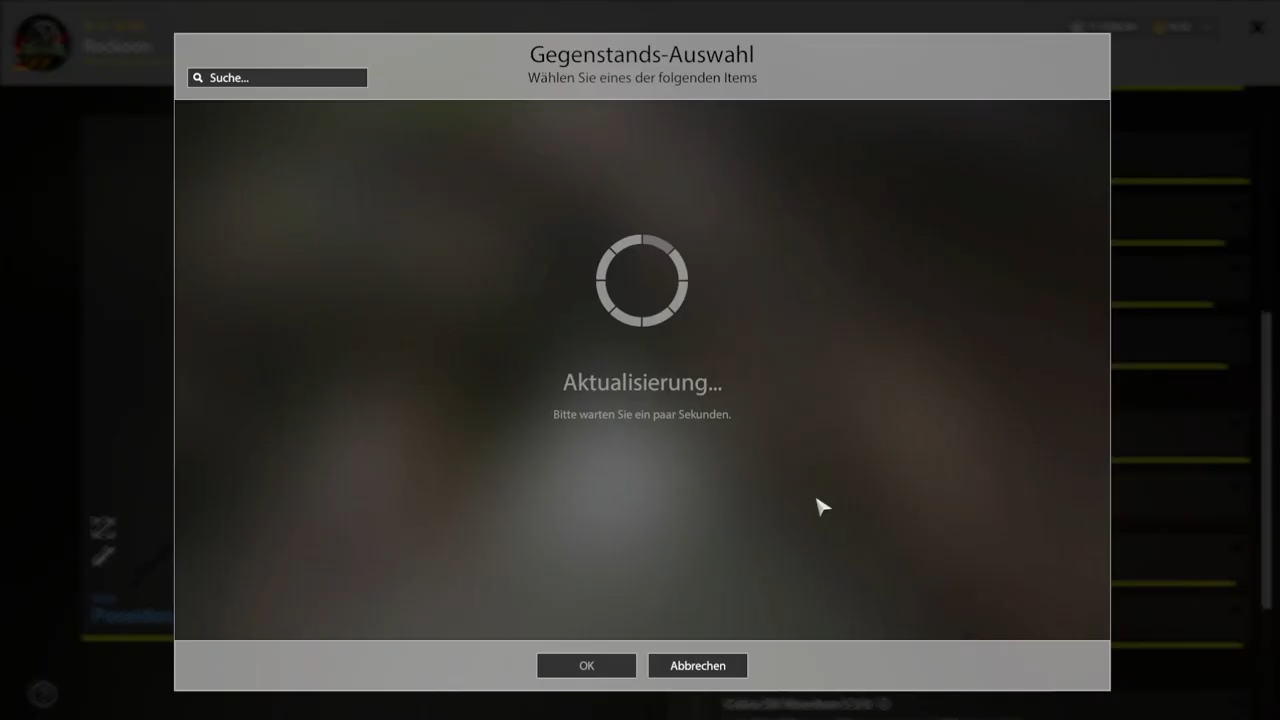 Gegenstands-Auswahl
Wählen Sie eines der folgenden Items
Suche...
Aktualisierung...
Bitte warten Sie ein paar Sekunden.
OK
Abbrechen